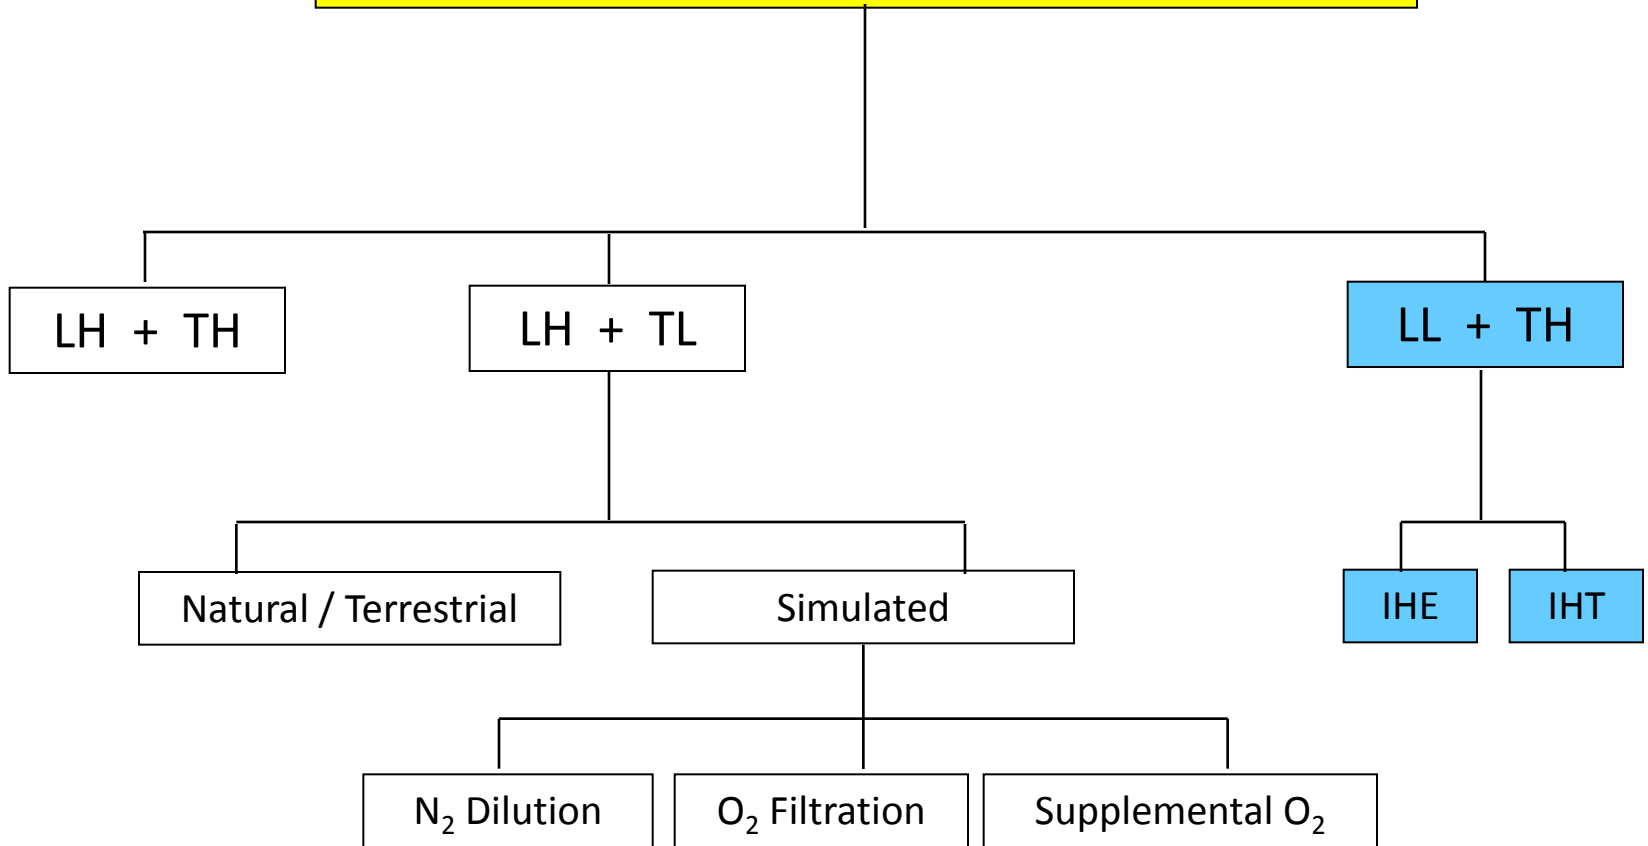 LH + TH
LH + TL
LL + TH
Natural / Terrestrial
Simulated
IHE
IHT
N₂ Dilution
O₂ Filtration
Supplemental O₂